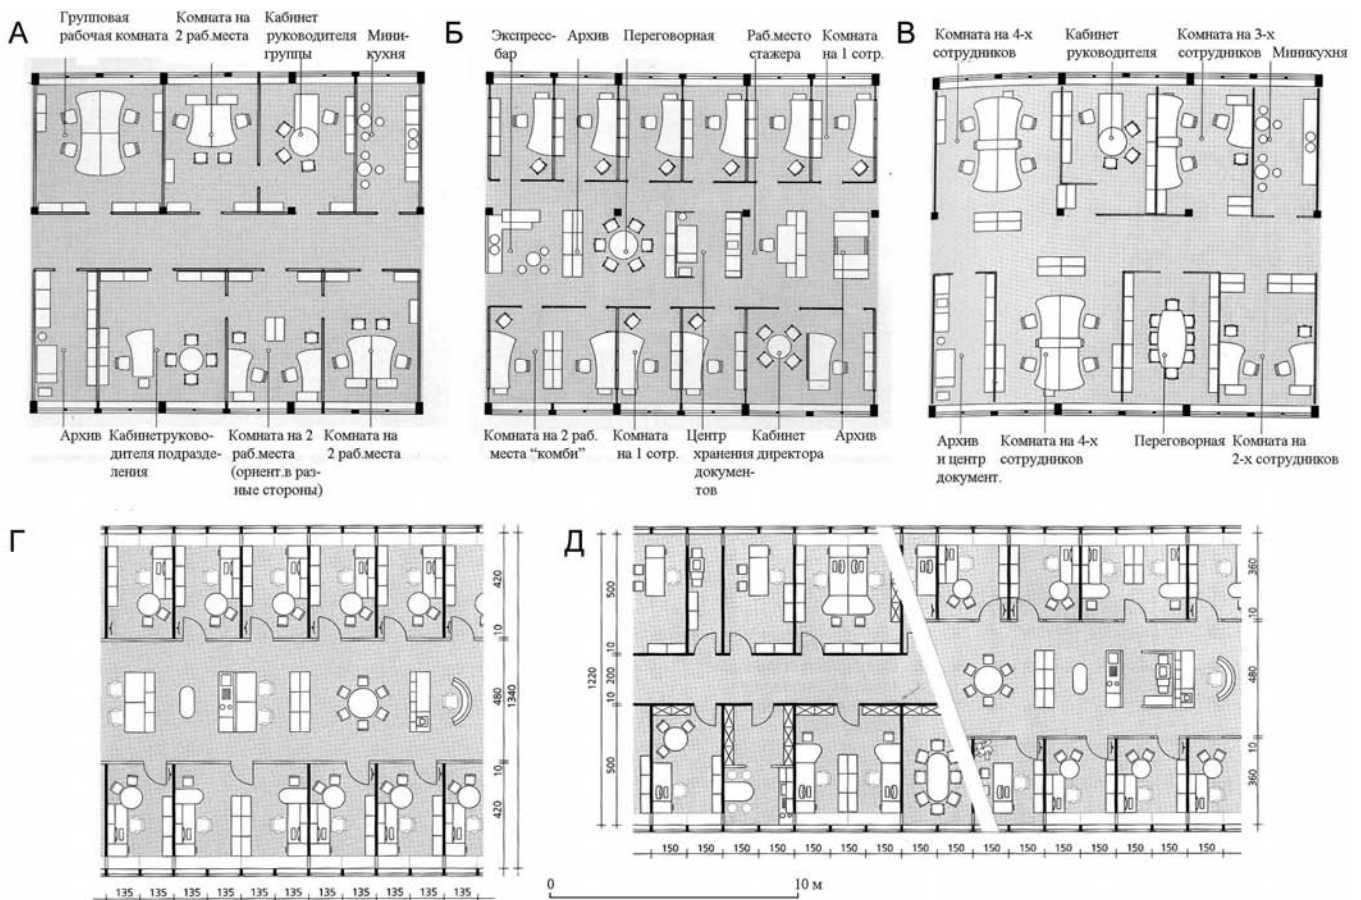 А
Групповая
рабочая комната
Комната на
2 раб.места
Кабинет
руководителя
группы
Мини-
кухня
Архив
Кабинетруково-
дителя подразде-
ления
Комната на 2
раб.места
(ориент.в раз-
ные стороны)
Комната на
2 раб.места
Б
Экспресс-
бар
Архив
Переговорная
Раб.место
стажера
Комната
на 1 сотр.
Комната на 2 раб.
места “комби”
Комната
на 1 сотр.
Центр
хранения
докумен-
тов
Кабинет
директора
Архив
В
Комната на 4-х
сотрудников
Кабинет
руководителя
Комната на 3-х
сотрудников
Миникухня
Архив
и центр
документ.
Комната на 4-х
сотрудников
Переговорная
Комната на
2-х сотрудников
Г
420
10
480
1340
10
420
135 135 135 135 135 135 135 135 135 135 135
Д
500
10
1220
200
10
500
360
10
480
10
360
150 150 150 150 150 150 150 150 150 150 150 150 150 150 150 150
0 10 м